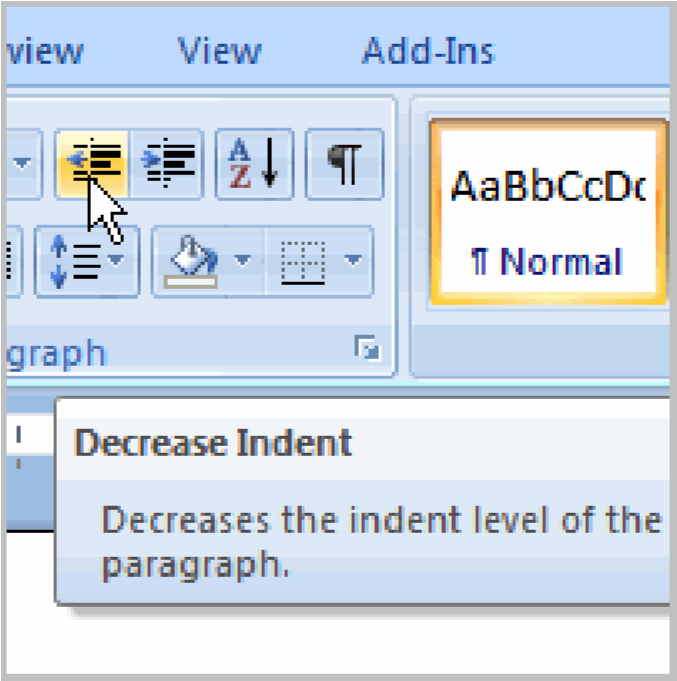 view View Add-Ins
A
Z
¶
AaBbCcDc
¶ Normal
graph
Decrease Indent
Decreases the indent level of the
paragraph.